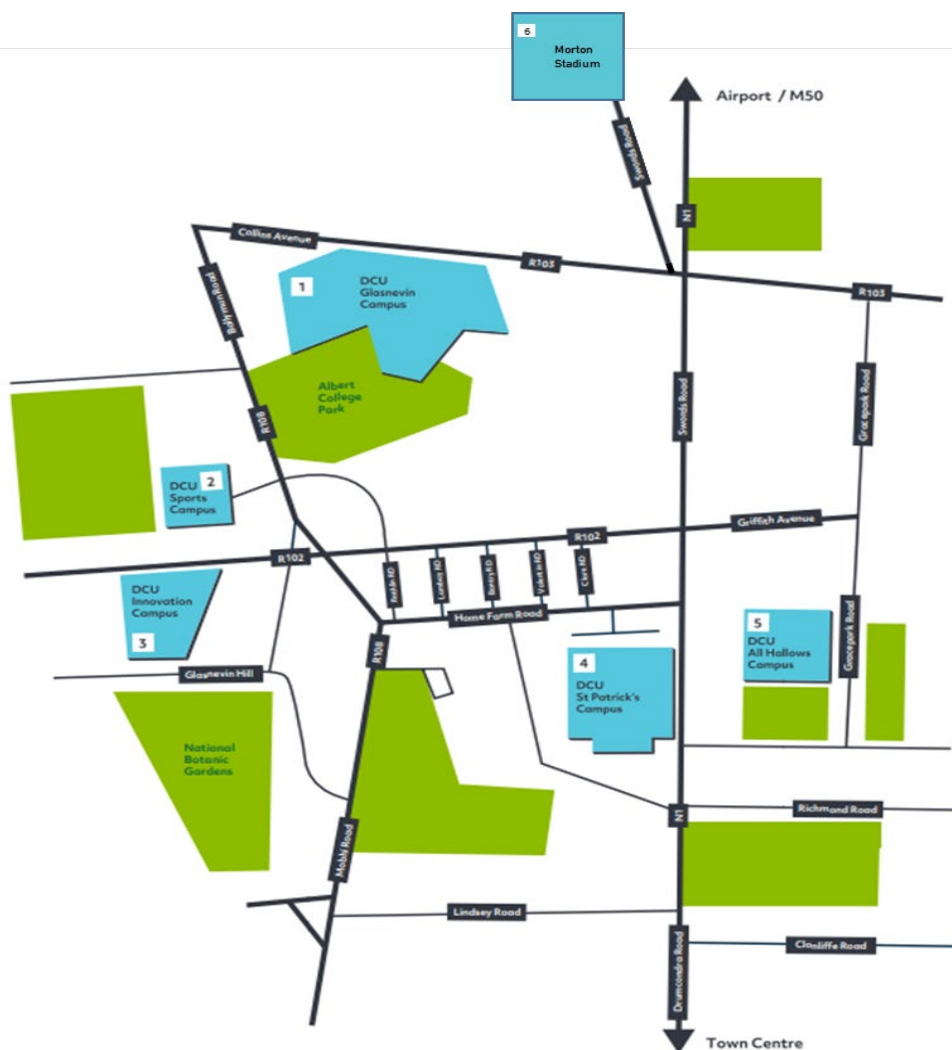 6
Morton
Stadium
Airport / M50
Swords Road
N1
Collins Avenue
R103
R103
Ballymun Road
1
DCU
Glasnevin
Campus
Albert
College
Park
R108
Swords Road
Gracepark Road
2
DCU
Sports
Campus
Griffith Avenue
R102
R102
Home Farm Road
DCU
Innovation
Campus
3
R108
Glasnevin Hill
4
DCU
St Patrick's
Campus
5
DCU
All Hallows
Campus
Gracepark Road
National
Botanic
Gardens
N1
Richmond Road
Mobhi Road
Lindsey Road
Drumcondra Road
Clonliffe Road
Town Centre